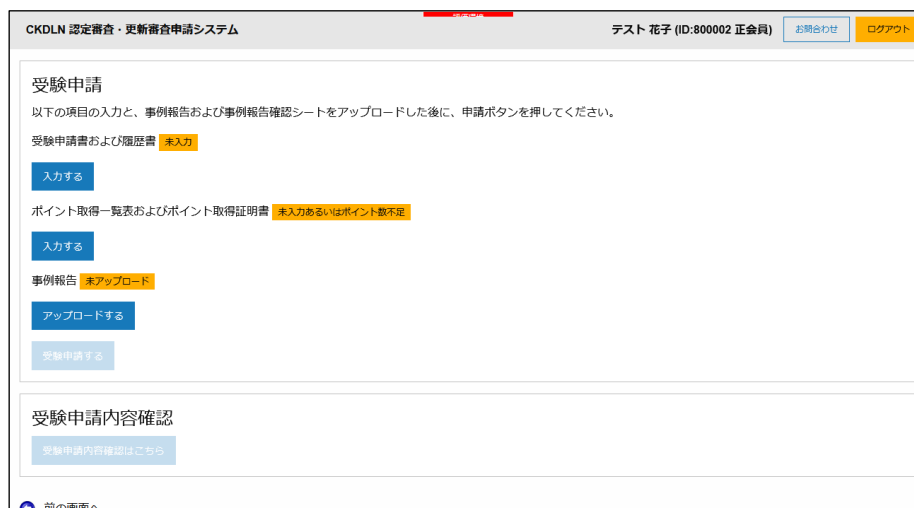 CKDLN 認定審査・更新審査申請システム
テスト 花子 (ID:800002 正会員)
お問合わせ
ログアウト
受験申請
以下の項目の入力と、事例報告および事例報告確認シートをアップロードした後に、申請ボタンを押してください。
受験申請書および履歴書 未入力
入力する
ポイント取得一覧表およびポイント取得証明書 未入力あるいはポイント数不足
入力する
事例報告 未アップロード
アップロードする
受験申請する
受験申請内容確認
受験申請内容確認はこちら
前の画面へ